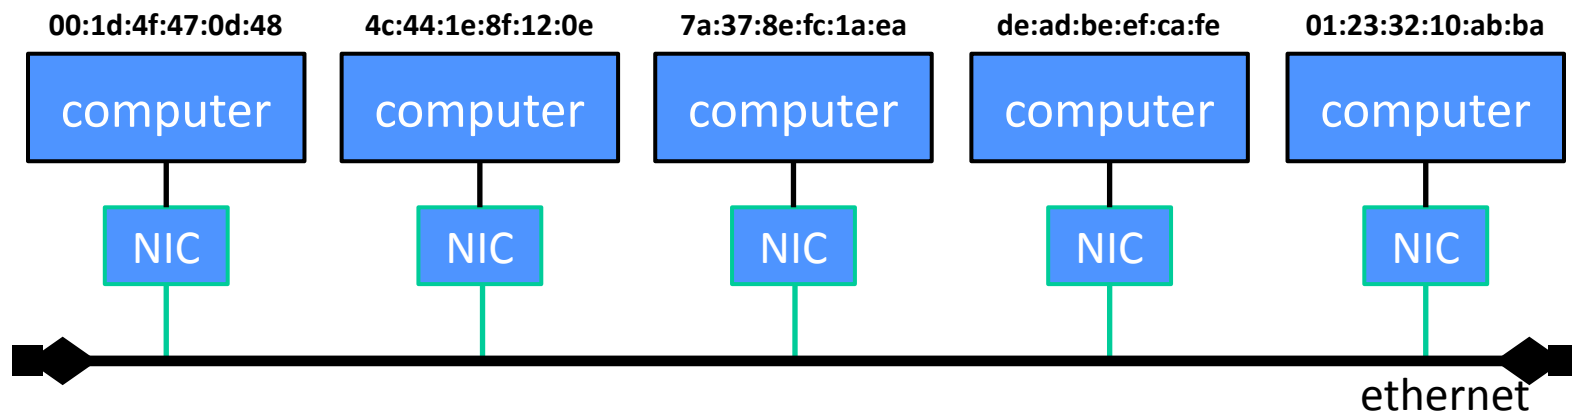 00:1d:4f:47:0d:48 4c:44:1e:8f:12:0e 7a:37:8e:fc:1a:ea de:ad:be:ef:ca:fe 01:23:32:10:ab:ba
computer computer computer computer computer
NIC NIC NIC NIC NIC
ethernet